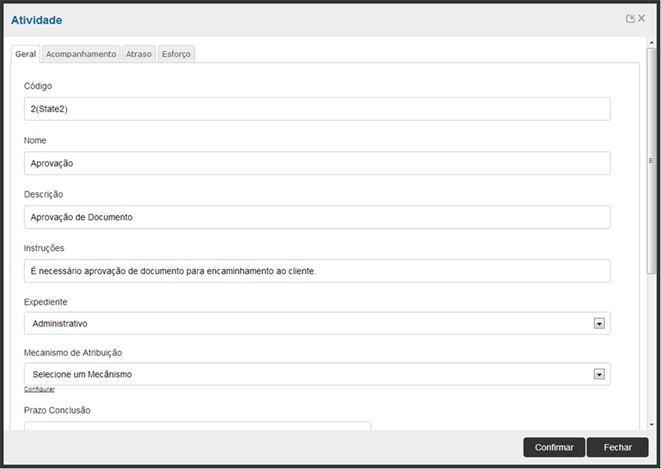 Atividade
Geral Acompanhamento Atraso Esforço
Código
2(State2)
Nome
Aprovação
Descrição
Aprovação de Documento
Instruções
É necessário aprovação de documento para encaminhamento ao cliente.
Expediente
Administrativo
Mecanismo de Atribuição
Selecione um Mecânismo
Configurar
Prazo Conclusão
Confirmar Fechar